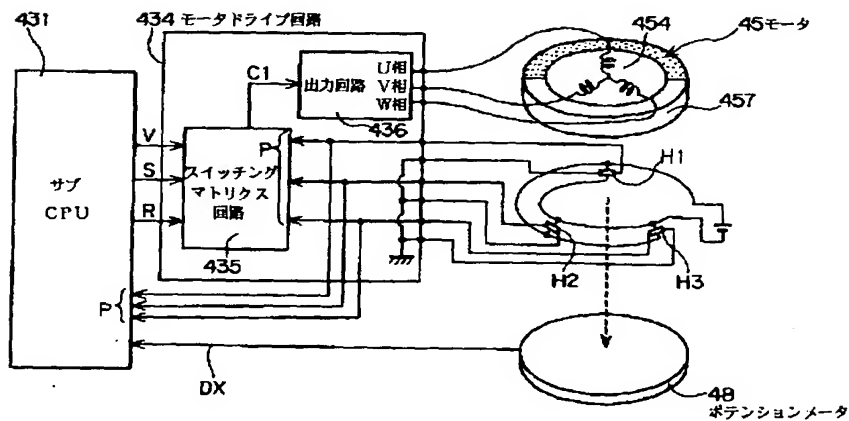 431
434 モータドライブ回路
454
45モータ
C1
出力回路
436
U相
V相
W相
457
V
S
R
P
スイッチング
マトリクス
回路
435
サブ
CPU
H1
H2
H3
P
DX
48
ポテンションメータ